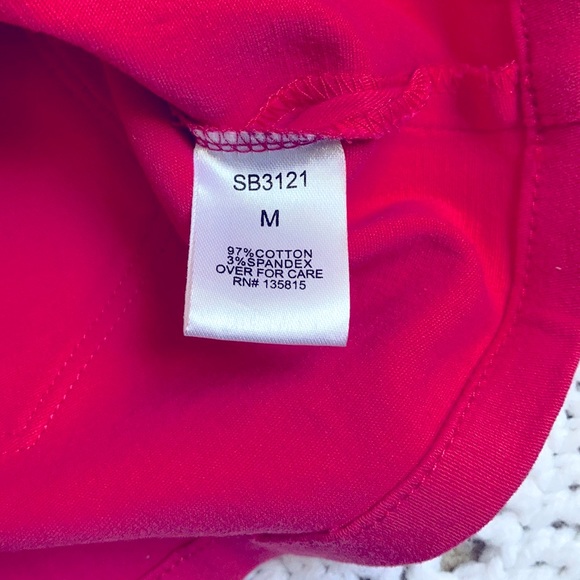 SB3121
M
97%COTTON
3%SPANDEX
OVER FOR CARE
RN# 135815